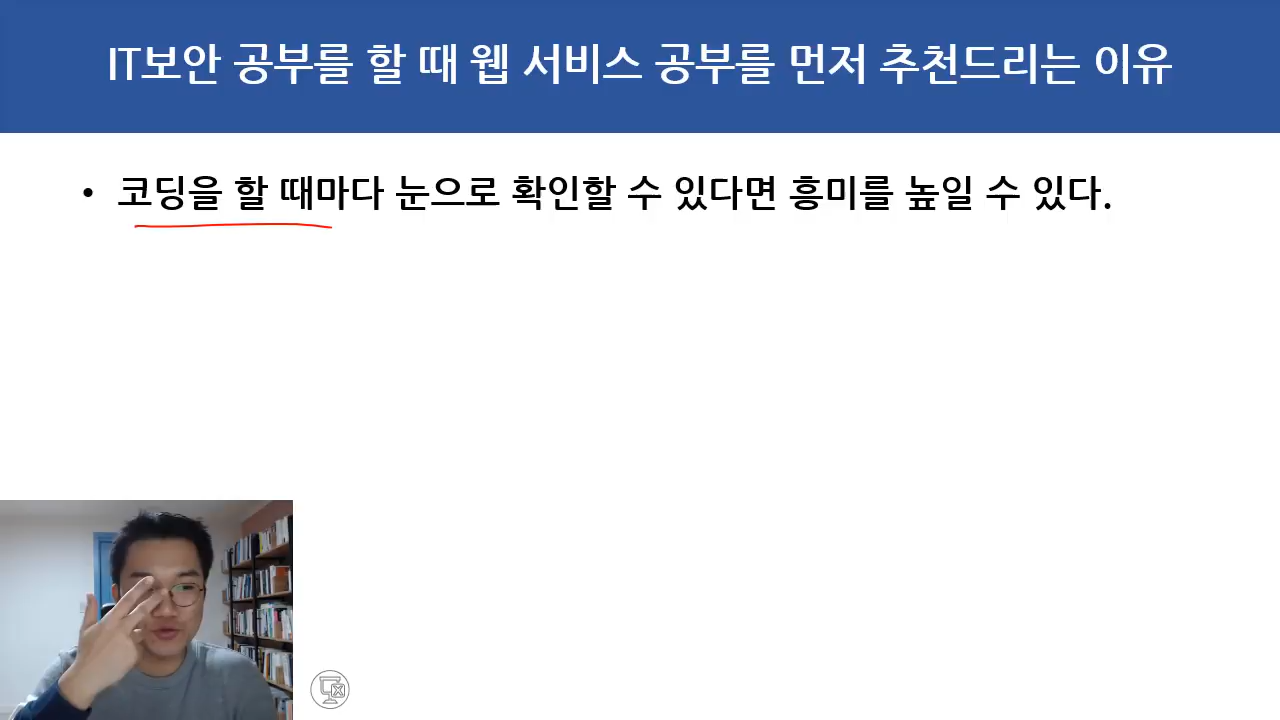 IT보안 공부를 할 때 웹 서비스 공부를 먼저 추천드리는 이유
• 코딩을 할 때마다 눈으로 확인할 수 있다면 흥미를 높일 수 있다.